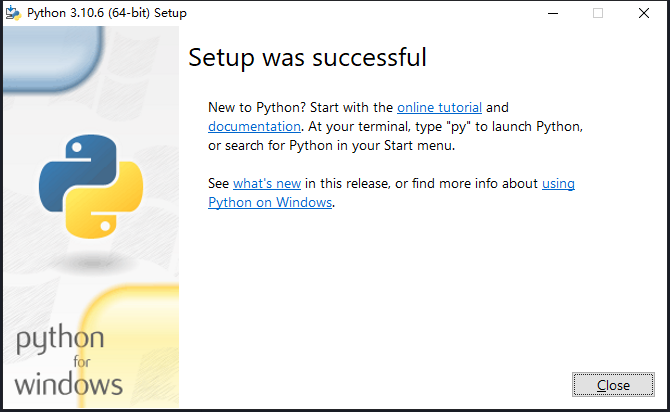 Python 3.10.6 (64-bit) Setup
Setup was successful
New to Python? Start with the online tutorial and
documentation. At your terminal, type "py" to launch Python,
or search for Python in your Start menu.
See what's new in this release, or find more info about using
Python on Windows.
python
for
windows
Close